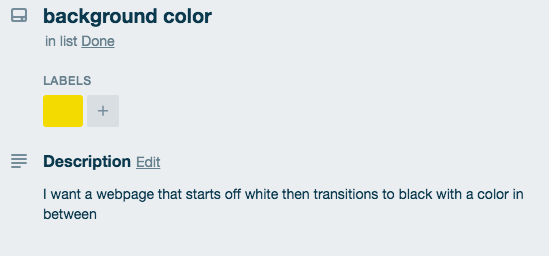 background color
in list Done
LABELS
+
Description Edit
I want a webpage that starts off white then transitions to black with a color in
between